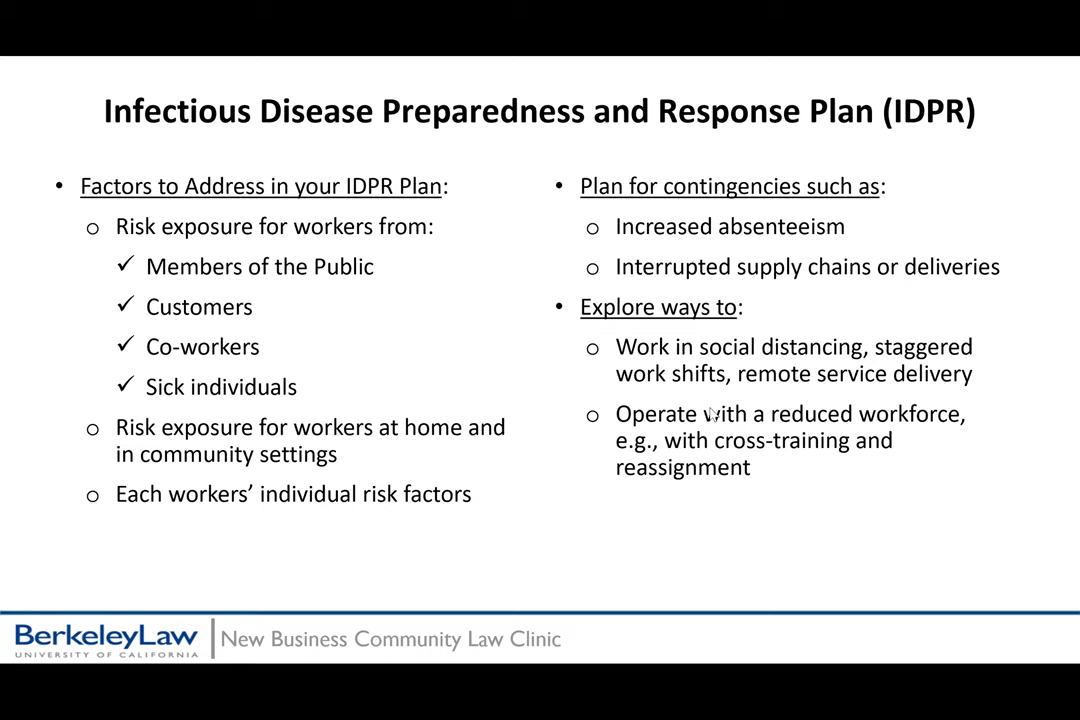 Infectious Disease Preparedness and Response Plan (IDPR)
• Factors to Address in your IDPR Plan:
o Risk exposure for workers from:
✓ Members of the Public
✓ Customers
✓ Co-workers
✓ Sick individuals
o Risk exposure for workers at home and
in community settings
o Each workers’ individual risk factors
• Plan for contingencies such as:
o Increased absenteeism
o Interrupted supply chains or deliveries
• Explore ways to:
o Work in social distancing, staggered
work shifts, remote service delivery
o Operate with a reduced workforce,
e.g., with cross-training and
reassignment
BerkeleyLaw
UNIVERSITY OF CALIFORNIA
New Business Community Law Clinic